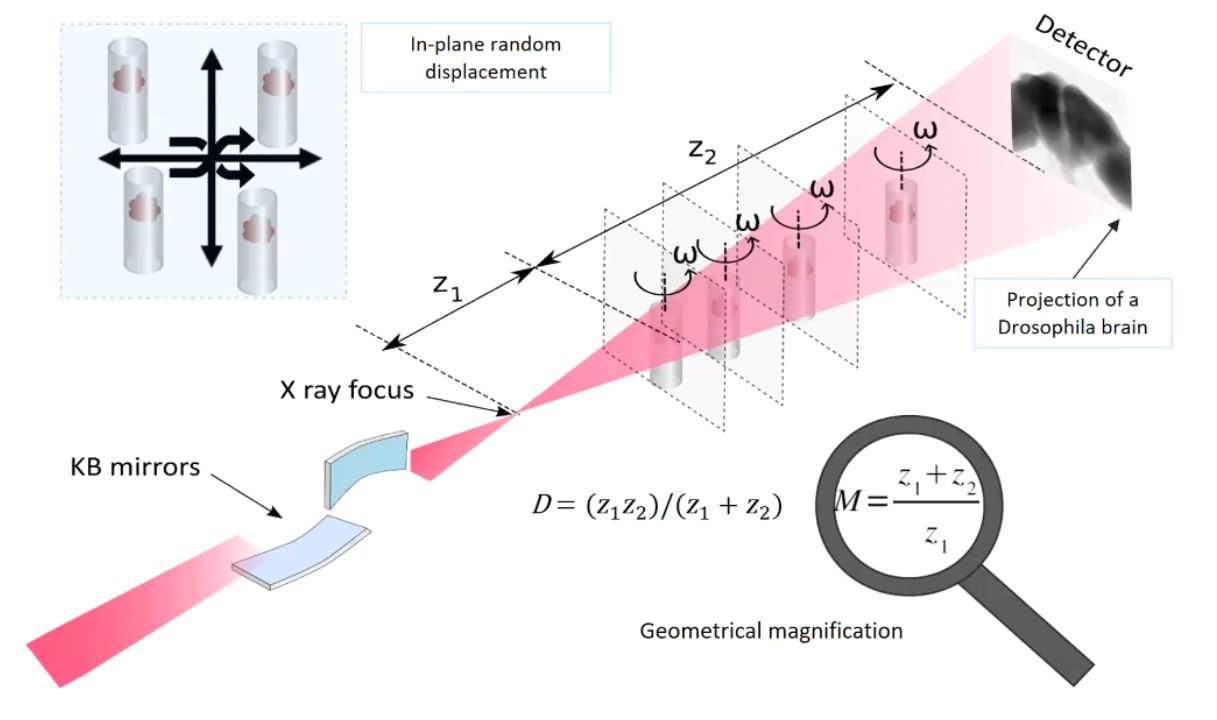 In-plane random
displacement
Detector
ω
ω
ω
ω
z₂
z₁
Projection of a
Drosophila brain
X ray focus
KB mirrors
D = (z₁z₂)/(z₁ + z₂)
M = (z₁ + z₂)/z₁
Geometrical magnification